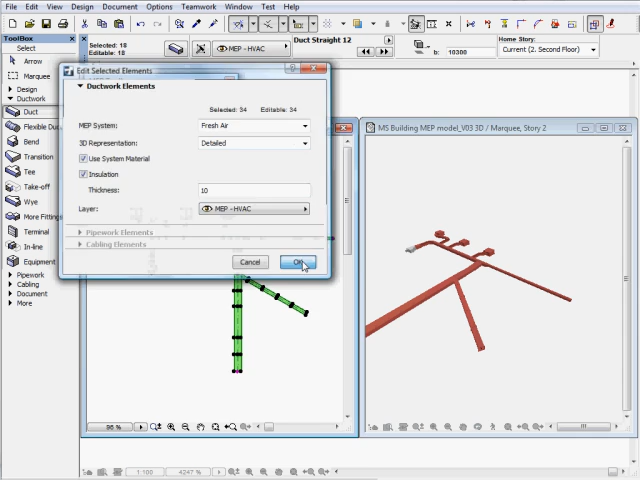 File Edit View Design Document Options Teamwork Window Test Help
ToolBox
Select
Arrow
Marquee
Design
Ductwork
Duct
Flexible Duc
Bend
Transition
Tee
Take-off
Wye
More Fittings
Terminal
In-line
Equipment
Pipework
Cabling
Document
More
Selected: 18
Editable: 18
MEP - HVAC
Duct Straight 12
b: 10388
Home Story:
Current (2. Second Floor)
Edit Selected Elements
Ductwork Elements
Selected: 34 Editable: 34
MEP System: Fresh Air
3D Representation: Detailed
Use System Material
Insulation
Thickness: 10
Layer: MEP - HVAC
Pipework Elements
Cabling Elements
Cancel OK
MS Building MEP model_V03 3D / Marquee, Story 2
96 %
1:100 4247 %